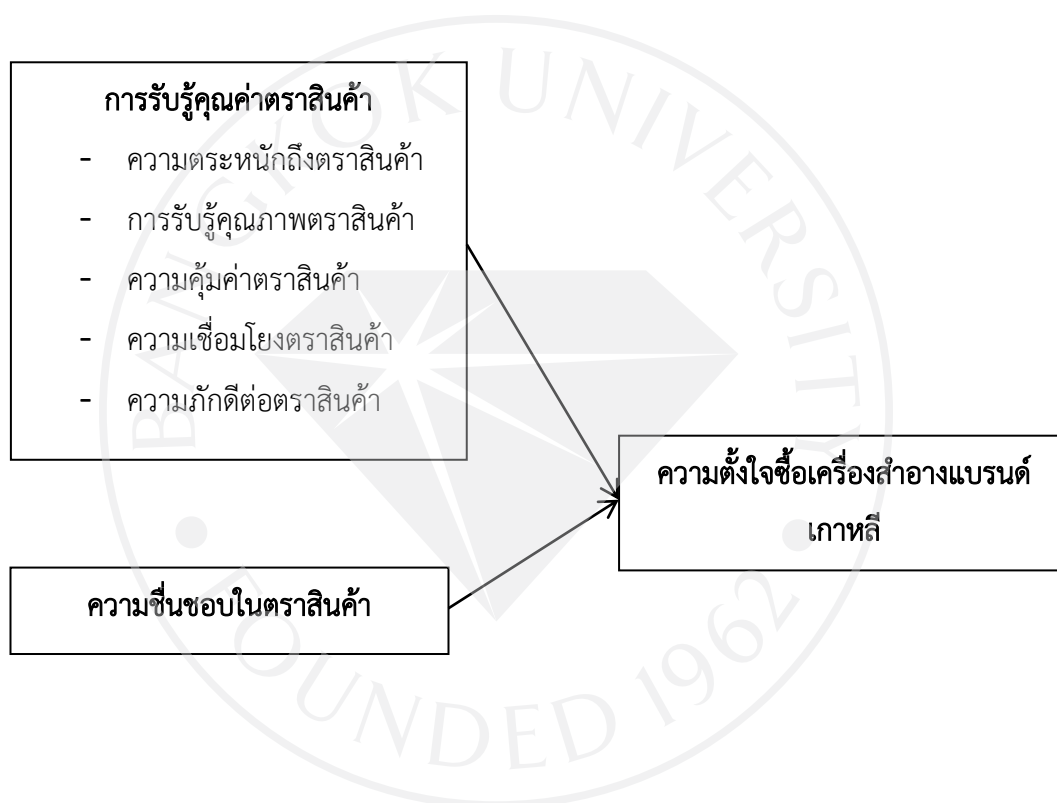 การรับรู้คุณค่าตราสินค้า
- ความตระหนักถึงตราสินค้า
- การรับรู้คุณภาพตราสินค้า
- ความคุ้มค่าตราสินค้า
- ความเชื่อมโยงตราสินค้า
- ความภักดีต่อตราสินค้า
ความตั้งใจซื้อเครื่องสำอางแบรนด์
เกาหลี
ความชื่นชอบในตราสินค้า
BANGKOK UNIVERSITY
FOUNDED 1962